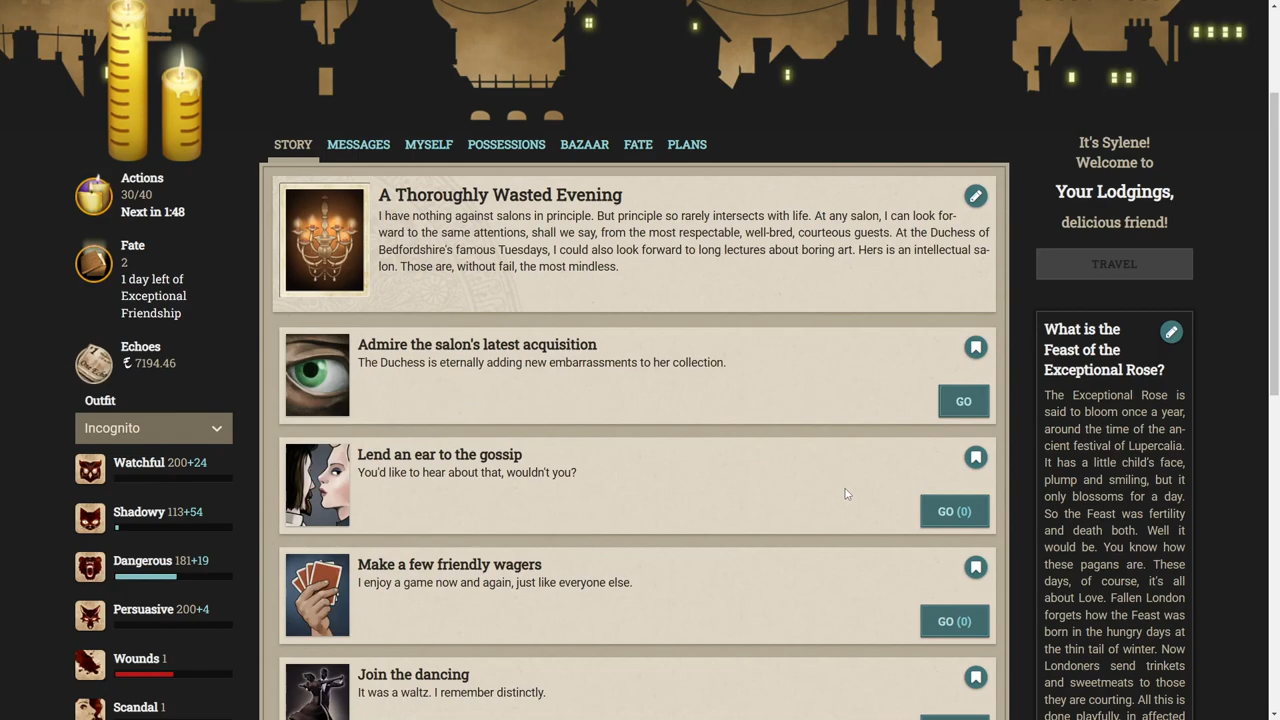 STORY MESSAGES MYSELF POSSESSIONS BAZAAR FATE PLANS
Actions
30/40
Next in 1:48
Fate
2
1 day left of
Exceptional
Friendship
Echoes
7194.46
Outfit
Incognito
Watchful 200+24
Shadowy 113+54
Dangerous 181+19
Persuasive 200+4
Wounds 1
Scandal 1
A Thoroughly Wasted Evening
I have nothing against salons in principle. But principle so rarely intersects with life. At any salon, I can look for-
ward to the same attentions, shall we say, from the most respectable, well-bred, courteous guests. At the Duchess of
Bedfordshire's famous Tuesdays, I could also look forward to long lectures about boring art. Hers is an intellectual sa-
lon. Those are, without fail, the most mindless.
Admire the salon's latest acquisition
The Duchess is eternally adding new embarrassments to her collection.
GO
Lend an ear to the gossip
You'd like to hear about that, wouldn't you?
GO (0)
Make a few friendly wagers
I enjoy a game now and again, just like everyone else.
GO (0)
Join the dancing
It was a waltz. I remember distinctly.
It's Sylene!
Welcome to
Your Lodgings,
delicious friend!
TRAVEL
What is the
Feast of the
Exceptional Rose?
The Exceptional Rose is
said to bloom once a year,
around the time of the an-
cient festival of Lupercalia.
It has a little child's face,
plump and smiling, but it
only blossoms for a day.
So the Feast was fertility
and death both. Well it
would be. You know how
these pagans are. These
days, of course, it's all
about Love. Fallen London
forgets how the Feast was
born in the hungry days at
the thin tail of winter. Now
Londoners send trinkets
and sweetmeats to those
they are courting. All this is
done playfully, in affected